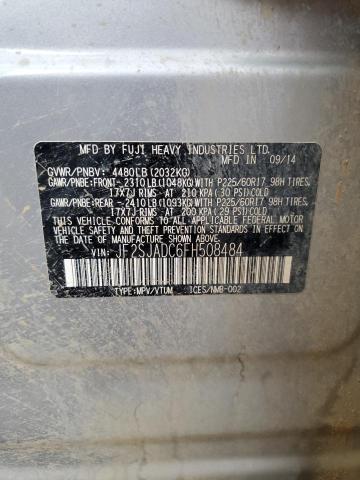 MFD BY FUJI HEAVY INDUSTRIES LTD.
IN 09/14
GVWR/PNBV: 4480LB(2032KG)
GAWR/PNBE:FRONT-2310LB(1048KG)WITH P225/60R17 98H TIRES,
17X7J RIMS, AT 210 KPA(30 PSI)COLD
GAWR/PNBE:REAR -2410LB(1093KG)WITH P225/60R17 98H TIRES,
17X7J RIMS, AT 200 KPA(29 PSI)COLD
THIS VEHICLE CONFORMS TO ALL APPLICABLE FEDERAL MOTOR
VEHICLE SAFETY AND THEFT PREVENTION STANDARDS IN EFFECT
ON THE DATE OF MANUFACTURE SHOWN ABOVE.
VIN: JF2SJADC6FH508484
TYPE:MPV/VTUM ICES/NMB-002